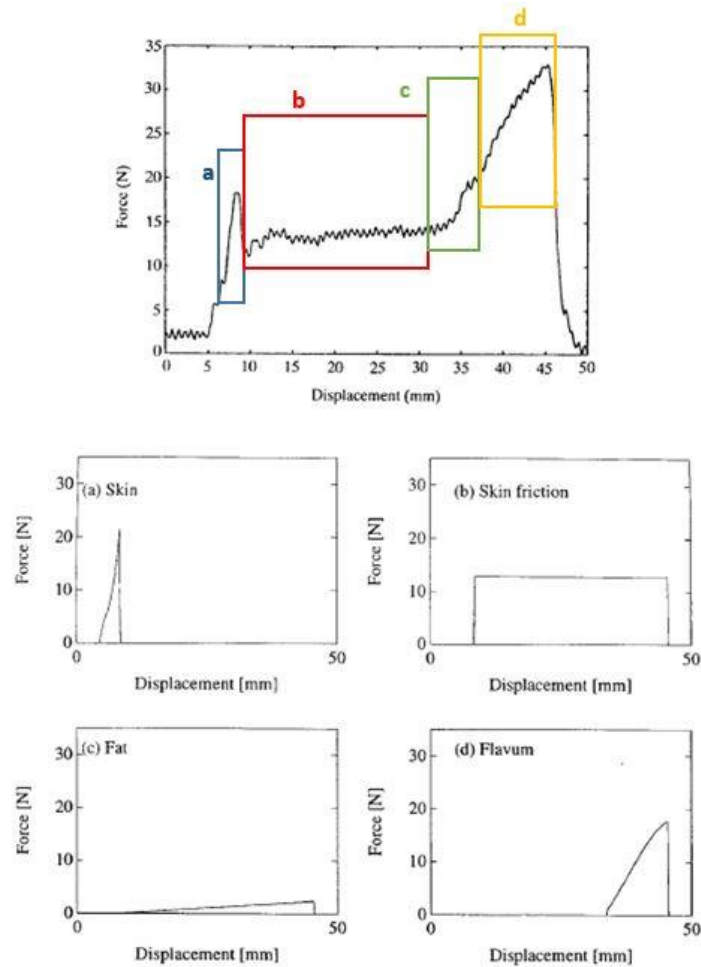 d
c
b
a
35
30
25
20
15
10
5
0
Force (N)
0 5 10 15 20 25 30 35 40 45 50
Displacement (mm)
(a) Skin
30
20
10
0
Force [N]
0 50
Displacement [mm]
(b) Skin friction
30
20
10
0
Force [N]
0 50
Displacement [mm]
(c) Fat
30
20
10
0
Force [N]
0 50
Displacement [mm]
(d) Flavum
30
20
10
0
Force [N]
0 50
Displacement [mm]